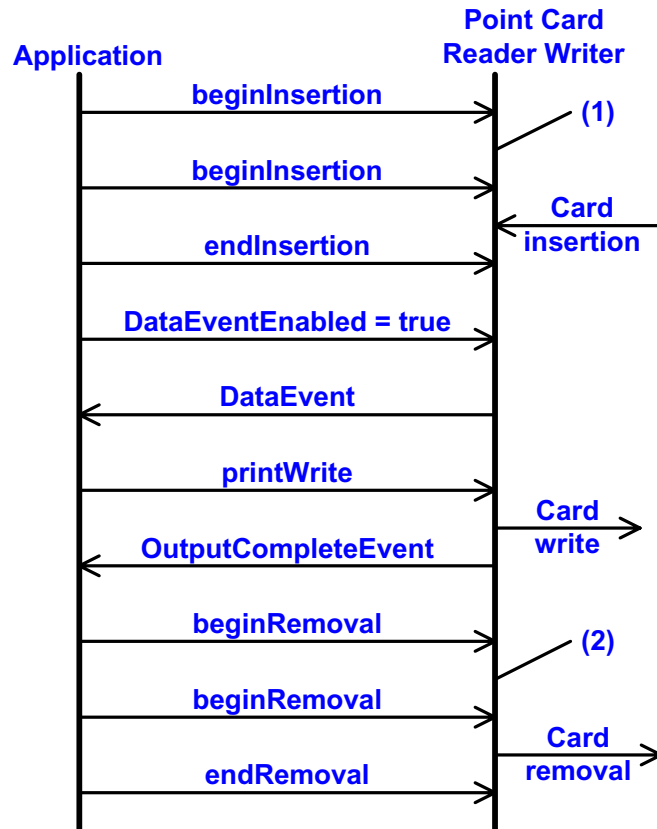 Application
Point Card
Reader Writer
beginInsertion
(1)
beginInsertion
Card
insertion
endInsertion
DataEventEnabled = true
DataEvent
printWrite
Card
write
OutputCompleteEvent
beginRemoval
(2)
beginRemoval
Card
removal
endRemoval